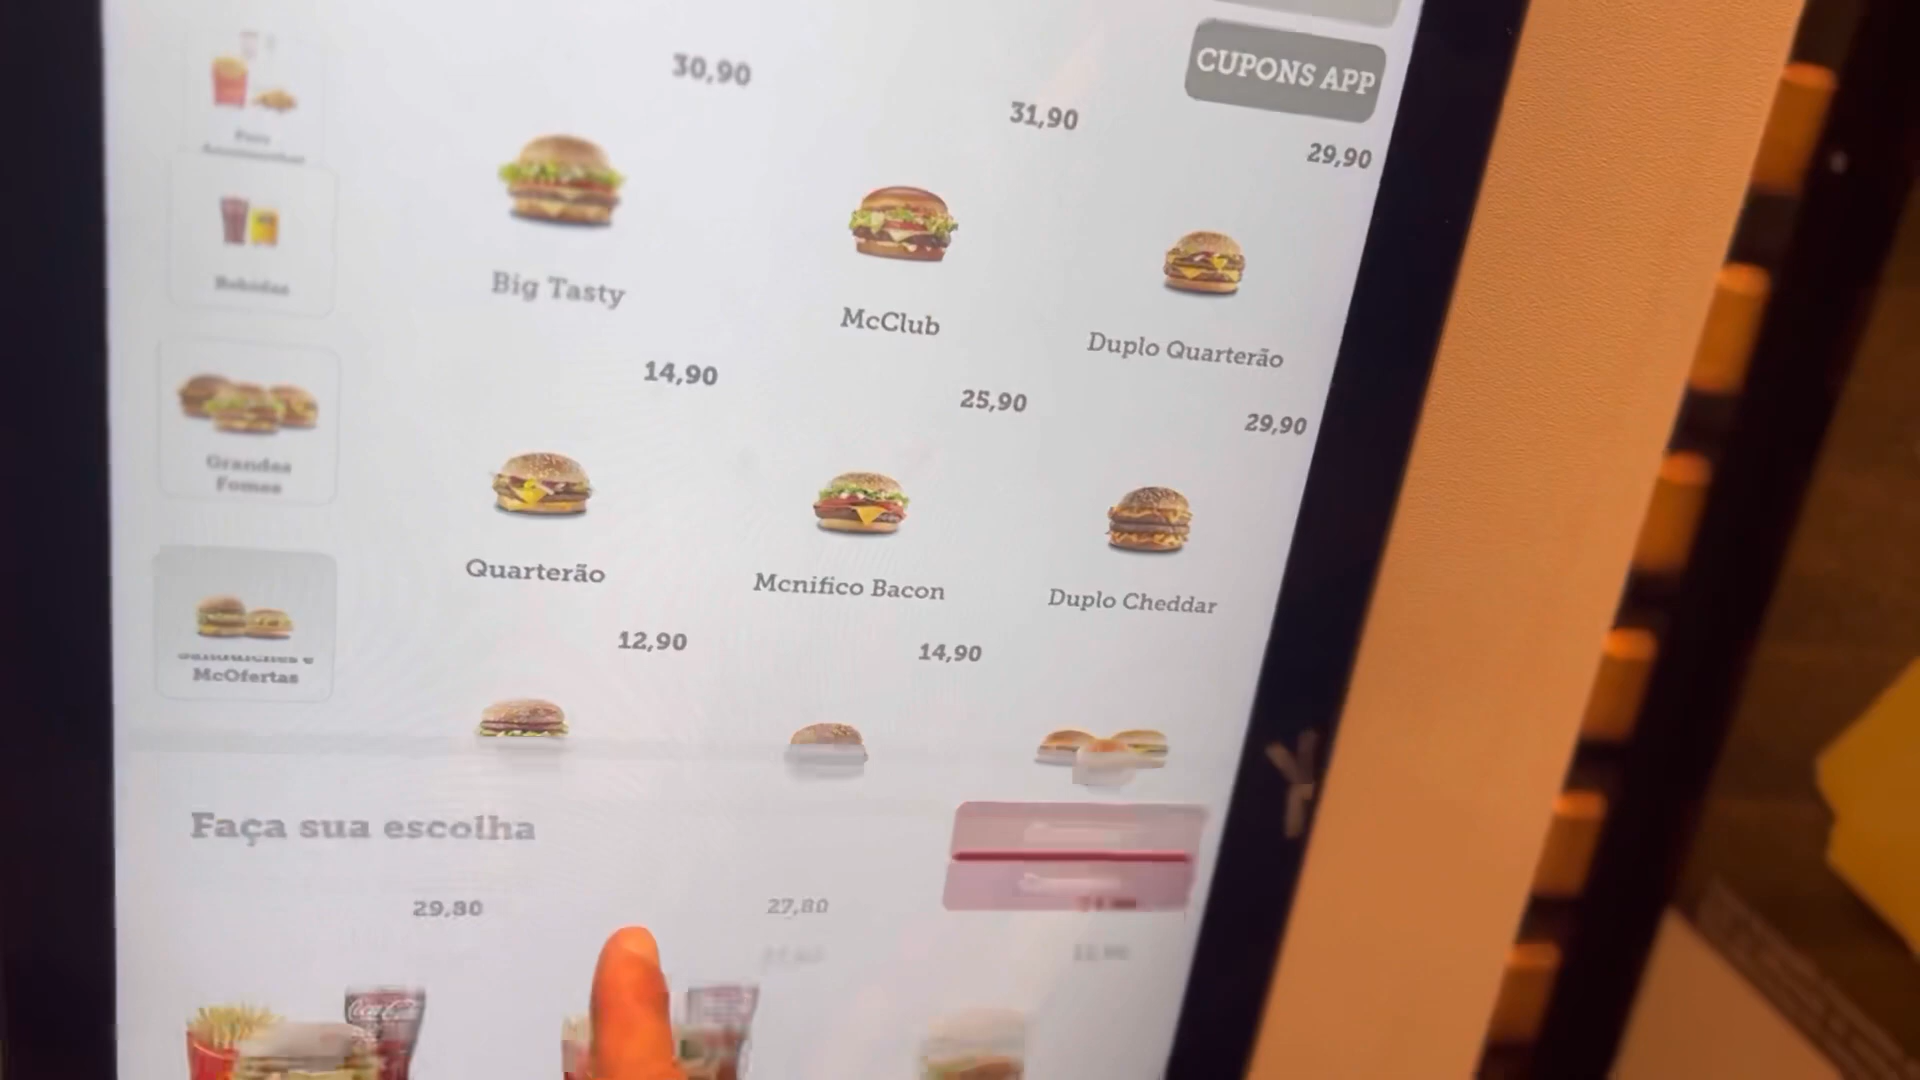 CUPONS APP
30,90
31,90
29,90
Big Tasty
McClub
Duplo Quarterão
Bebidas
14,90
25,90
29,90
Grandes
Fomes
Quarterão
Mcnifico Bacon
Duplo Cheddar
12,90
14,90
McOfertas
Faça sua escolha
29,80
27,80
Coca-Cola